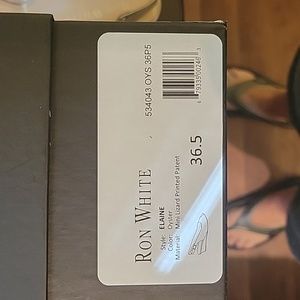 RON WHITE
Style: ELAINE
Color: Oyster
Material: Mini Lizard Printed Patent
36.5
534043 OYS 36P5